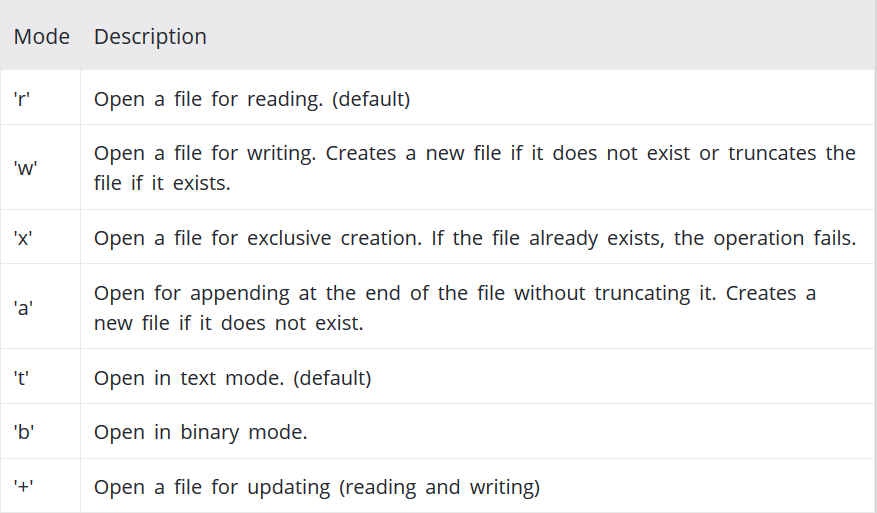 Mode Description
'r' Open a file for reading. (default)
'w' Open a file for writing. Creates a new file if it does not exist or truncates the
file if it exists.
'x' Open a file for exclusive creation. If the file already exists, the operation fails.
'a' Open for appending at the end of the file without truncating it. Creates a
new file if it does not exist.
't' Open in text mode. (default)
'b' Open in binary mode.
'+' Open a file for updating (reading and writing)